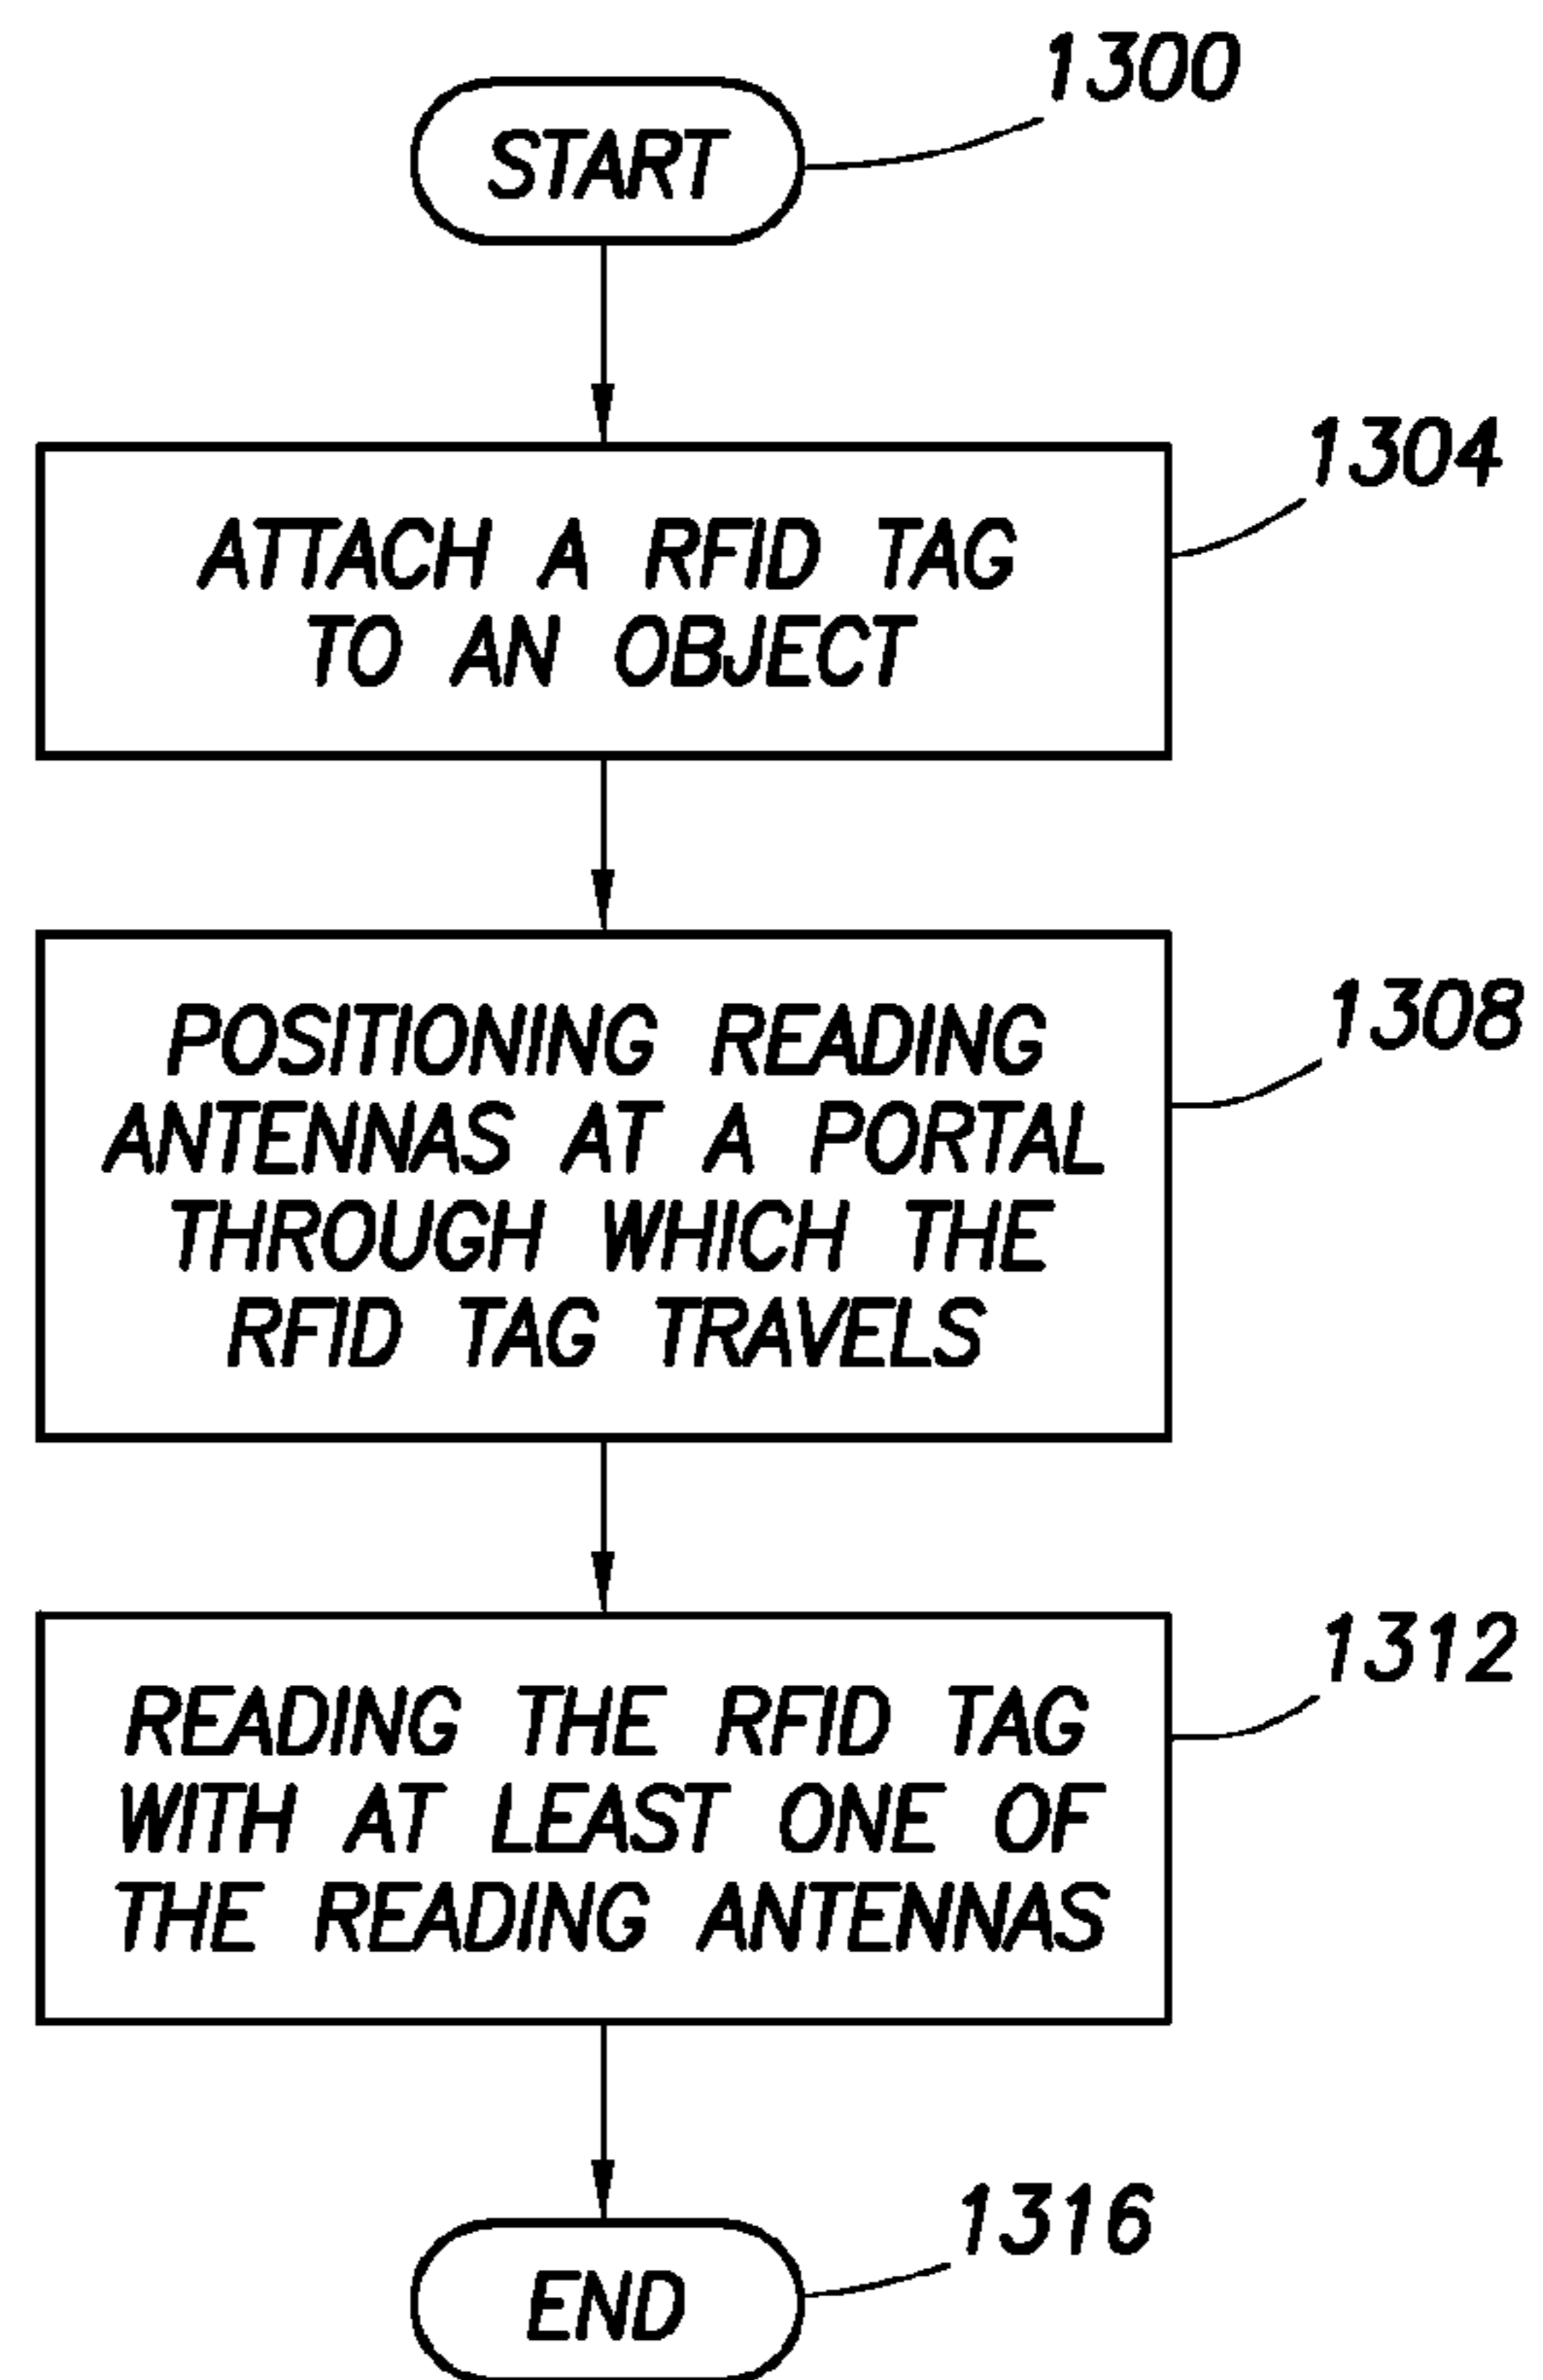 1300
START
1304
ATTACH A RFID TAG
TO AN OBJECT
1308
POSITIONING READING
ANTENNAS AT A PORTAL
THROUGH WHICH THE
RFID TAG TRAVELS
1312
READING THE RFID TAG
WITH AT LEAST ONE OF
THE READING ANTENNAS
1316
END